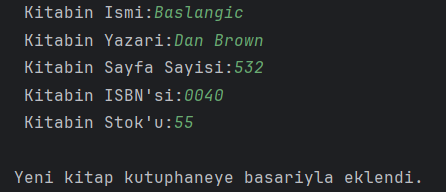 Kitabin Ismi:Baslangic
Kitabin Yazari:Dan Brown
Kitabin Sayfa Sayisi:532
Kitabin ISBN'si:0040
Kitabin Stok'u:55
Yeni kitap kutuphaneye basariyla eklendi.